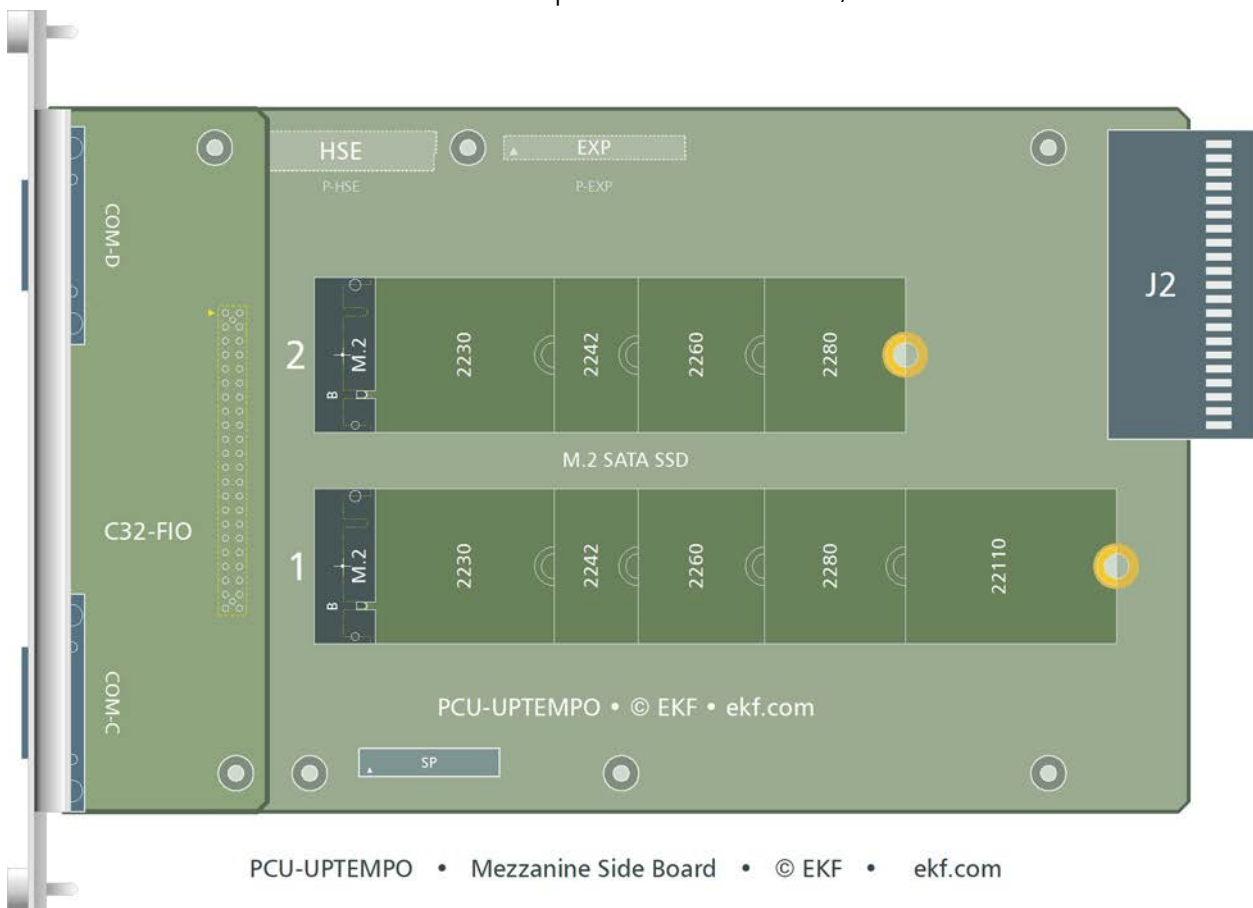 HSE
EXP
P-HSE
P-EXP
COM-D
J2
2
B
M.2
2230
2242
2260
2280
M.2 SATA SSD
C32-FIO
1
B
M.2
2230
2242
2260
2280
22110
COM-C
PCU-UPTEMPO • © EKF • ekf.com
SP
PCU-UPTEMPO • Mezzanine Side Board • © EKF • ekf.com